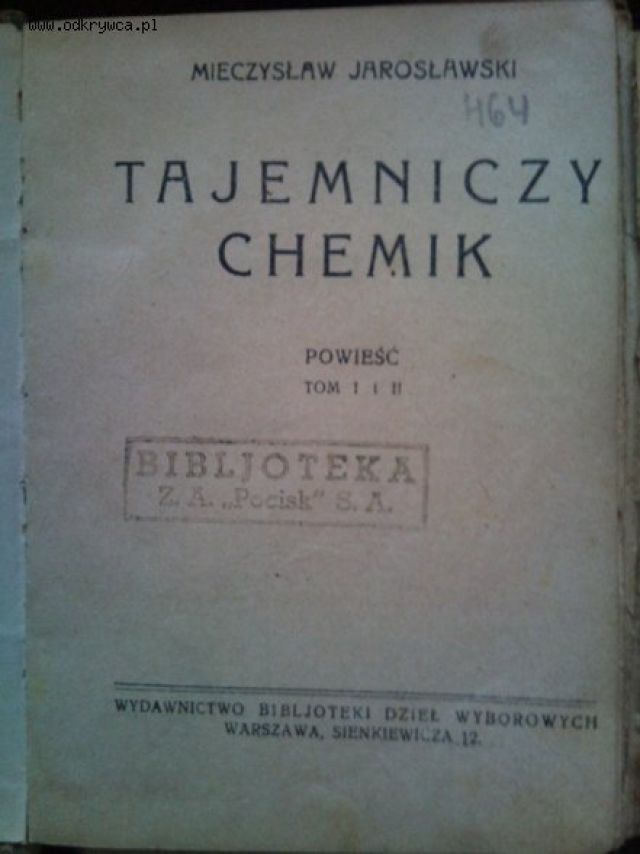 www.odkrywca.pl
MIECZYSŁAW JAROSŁAWSKI
464
TAJEMNICZY
CHEMIK
POWIEŚĆ
TOM I i II
BIBLJOTEKA
Z. A. „Pocisk" S. A.
WYDAWNICTWO BIBLJOTEKI DZIEŁ WYBOROWYCH
WARSZAWA, SIENKIEWICZA 12.